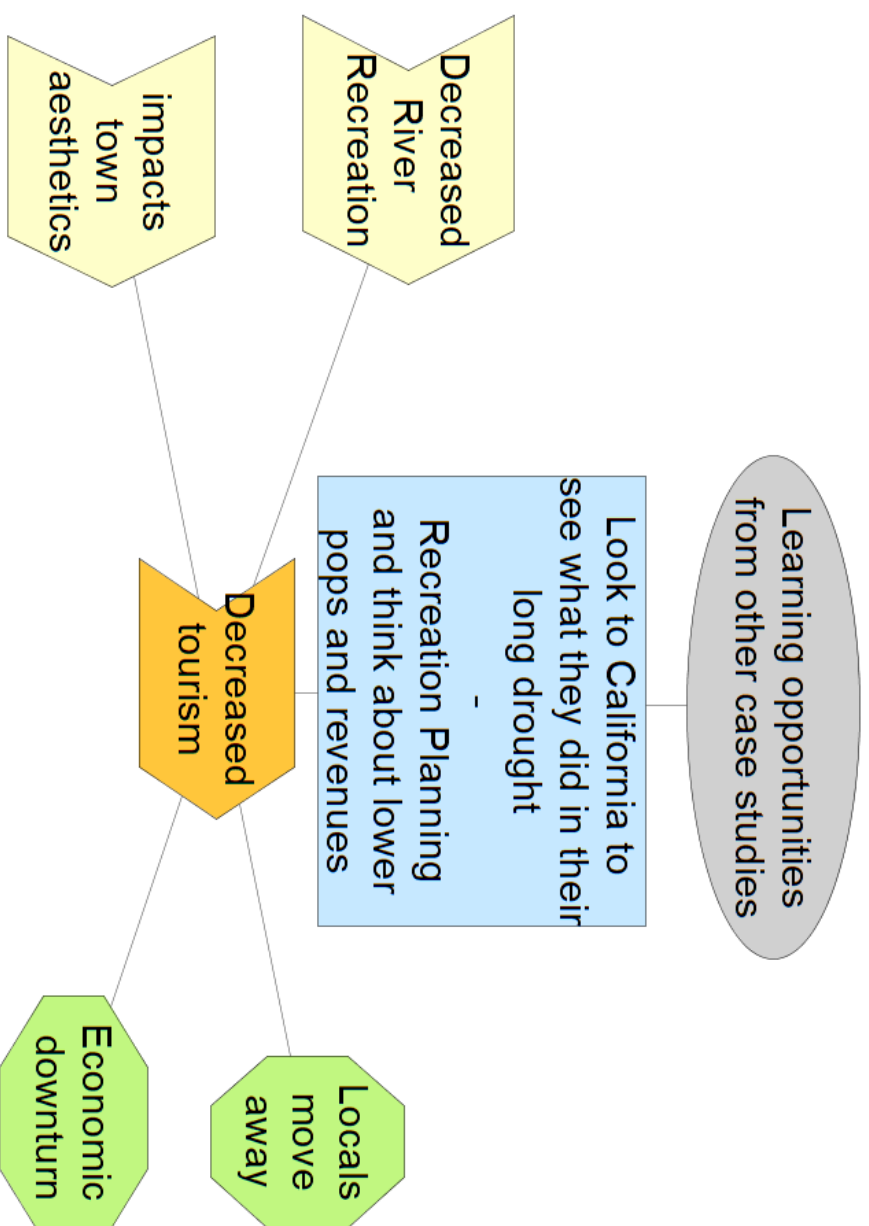 Learning opportunities
from other case studies
Look to California to
see what they did in their
long drought
-
Recreation Planning
and think about lower
pops and revenues
Decreased
River
Recreation
impacts
town
aesthetics
Decreased
tourism
Locals
move
away
Economic
downturn